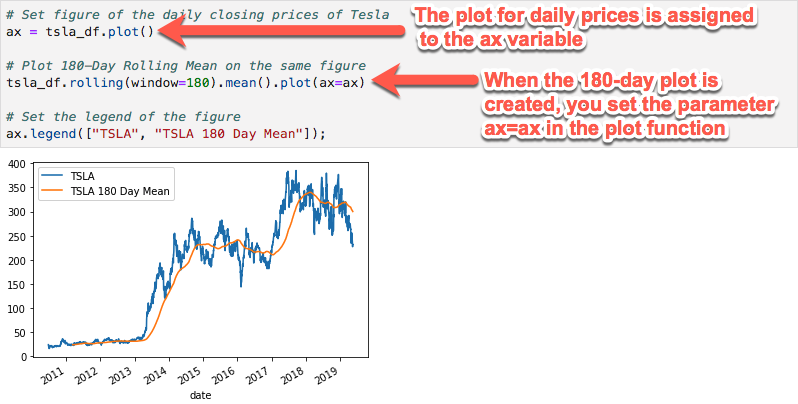 # Set figure of the daily closing prices of Tesla
ax = tsla_df.plot()
The plot for daily prices is assigned
to the ax variable
# Plot 180-Day Rolling Mean on the same figure
tsla_df.rolling(window=180).mean().plot(ax=ax)
When the 180-day plot is
created, you set the parameter
ax=ax in the plot function
# Set the legend of the figure
ax.legend(["TSLA", "TSLA 180 Day Mean"]);
400
350
300
250
200
150
100
50
0
TSLA
TSLA 180 Day Mean
2011
2012
2013
2014
2015
2016
2017
2018
2019
date